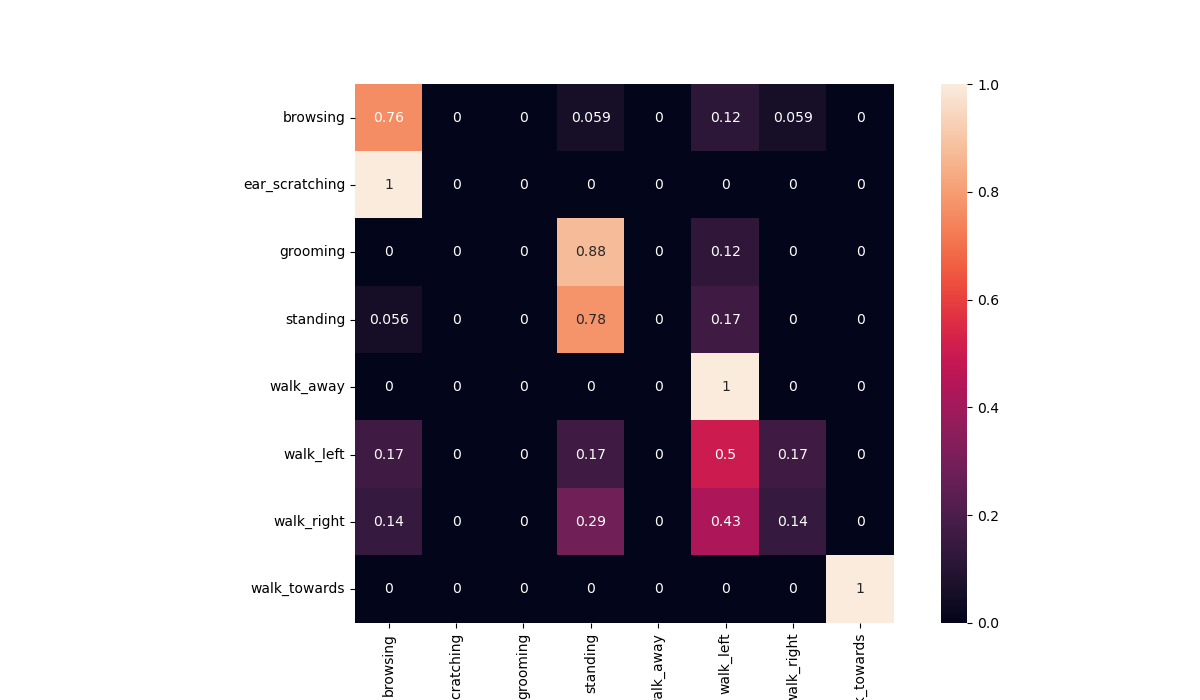 browsing 0.76 0 0 0.059 0 0.12 0.059 0
ear_scratching 1 0 0 0 0 0 0 0
grooming 0 0 0 0.88 0 0.12 0 0
standing 0.056 0 0 0.78 0 0.17 0 0
walk_away 0 0 0 0 0 1 0 0
walk_left 0.17 0 0 0.17 0 0.5 0.17 0
walk_right 0.14 0 0 0.29 0 0.43 0.14 0
walk_towards 0 0 0 0 0 0 0 1
browsing
cratching
grooming
standing
alk_away
walk_left
walk_right
_towards
1.0
0.8
0.6
0.4
0.2
0.0